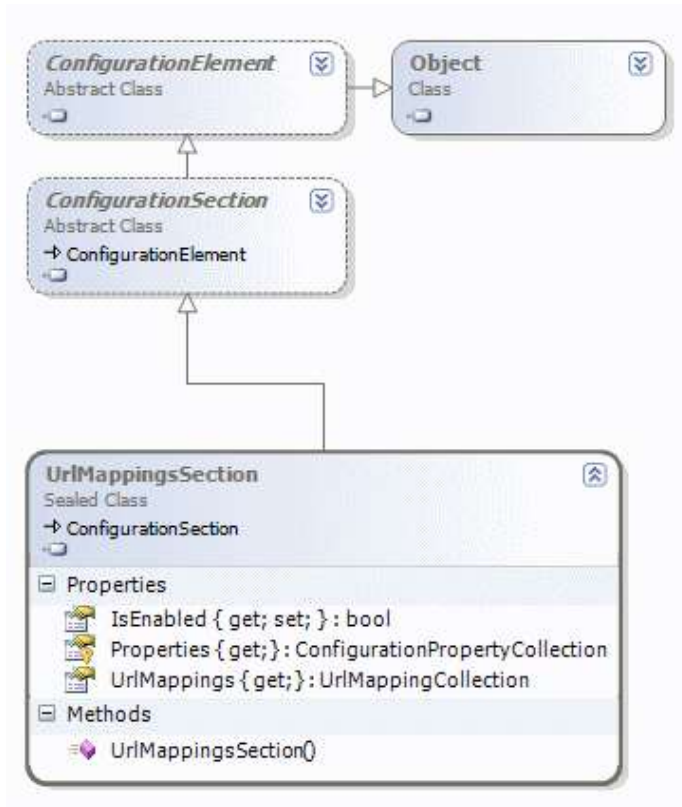 ConfigurationElement
Abstract Class
Object
Class
ConfigurationSection
Abstract Class
ConfigurationElement
UrlMappingsSection
Sealed Class
ConfigurationSection
Properties
IsEnabled { get; set; } : bool
Properties {get;}: ConfigurationPropertyCollection
UrlMappings {get;}:UrlMappingCollection
Methods
UrlMappingsSection()